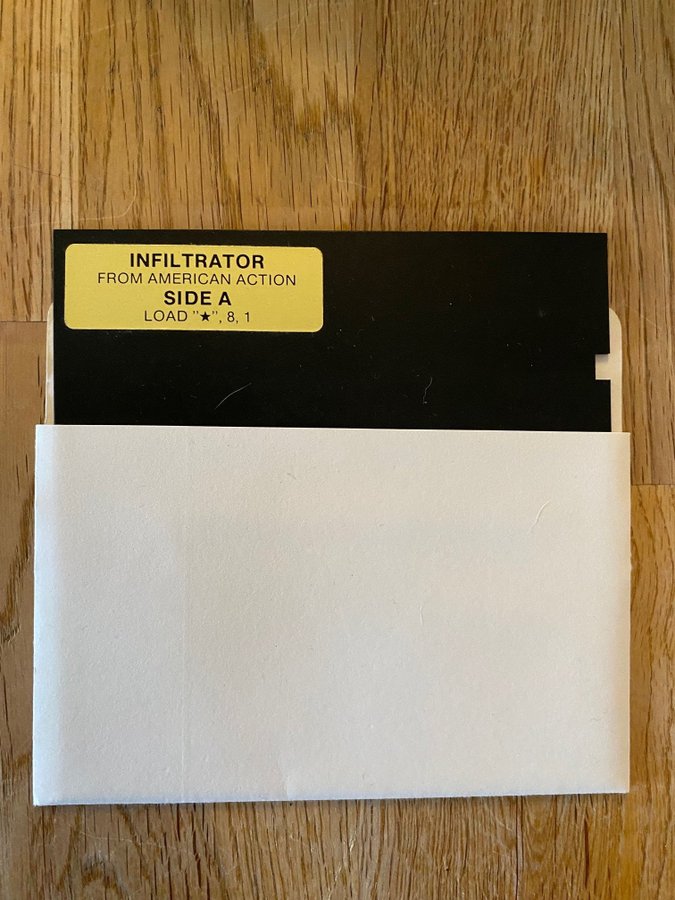 INFILTRATOR
FROM AMERICAN ACTION
SIDE A
LOAD "★", 8, 1